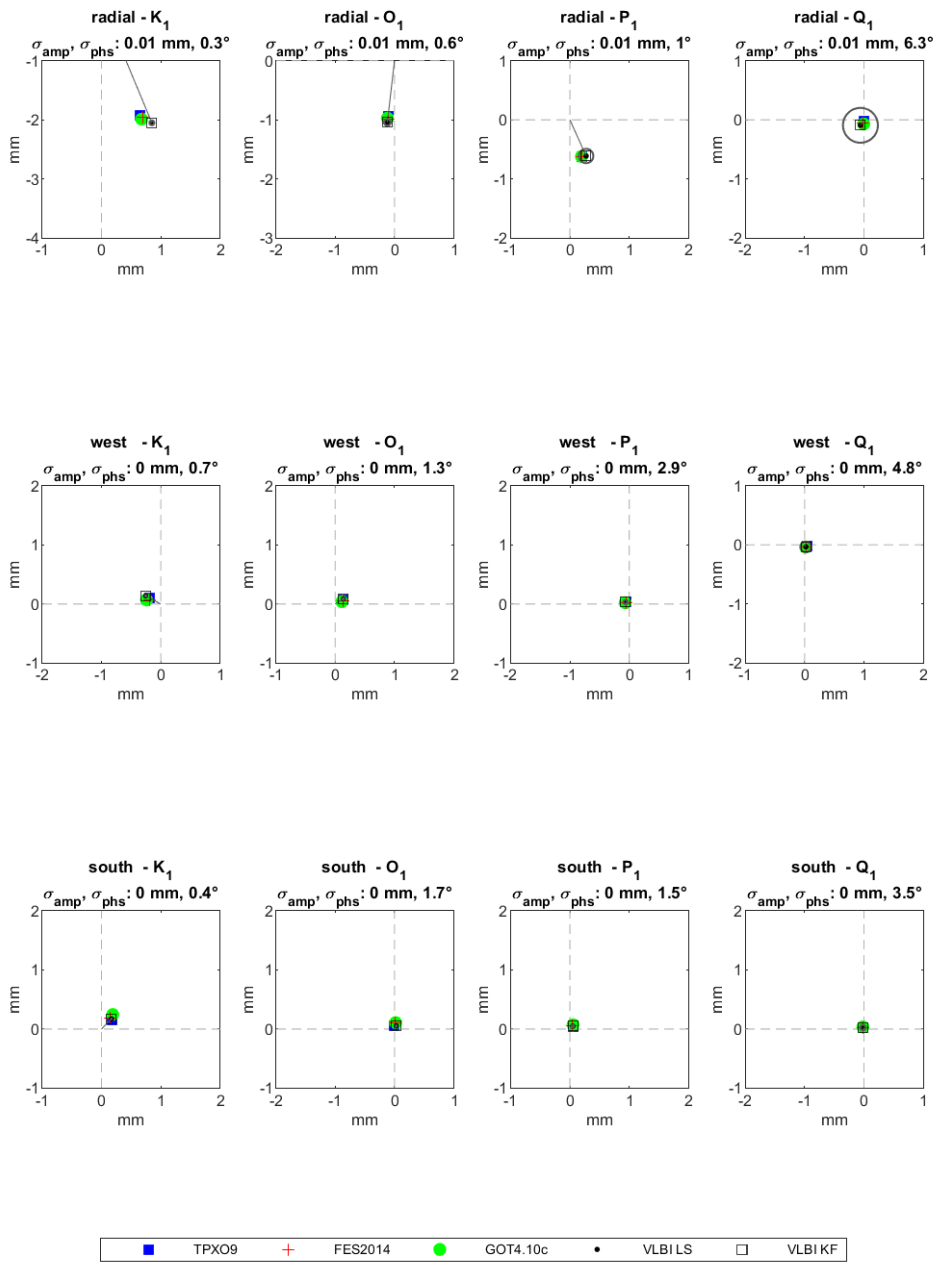 radial - K1
σamp, σphs: 0.01 mm, 0.3°
radial - O1
σamp, σphs: 0.01 mm, 0.6°
radial - P1
σamp, σphs: 0.01 mm, 1°
radial - Q1
σamp, σphs: 0.01 mm, 6.3°
-1
-2
-3
-4
mm
-1 0 1 2
mm
0
-1
-2
-3
mm
-2 -1 0 1
mm
1
0
-1
-2
mm
-1 0 1 2
mm
1
0
-1
-2
mm
-2 -1 0 1
mm
west - K1
σamp, σphs: 0 mm, 0.7°
west - O1
σamp, σphs: 0 mm, 1.3°
west - P1
σamp, σphs: 0 mm, 2.9°
west - Q1
σamp, σphs: 0 mm, 4.8°
2
1
0
-1
mm
-2 -1 0 1
mm
2
1
0
-1
mm
-1 0 1 2
mm
2
1
0
-1
mm
-2 -1 0 1
mm
1
0
-1
-2
mm
-1 0 1 2
mm
south - K1
σamp, σphs: 0 mm, 0.4°
south - O1
σamp, σphs: 0 mm, 1.7°
south - P1
σamp, σphs: 0 mm, 1.5°
south - Q1
σamp, σphs: 0 mm, 3.5°
2
1
0
-1
mm
-1 0 1 2
mm
2
1
0
-1
mm
-2 -1 0 1
mm
2
1
0
-1
mm
-1 0 1 2
mm
2
1
0
-1
mm
-2 -1 0 1
mm
TPXO9 FES2014 GOT4.10c VLBI LS VLBI KF